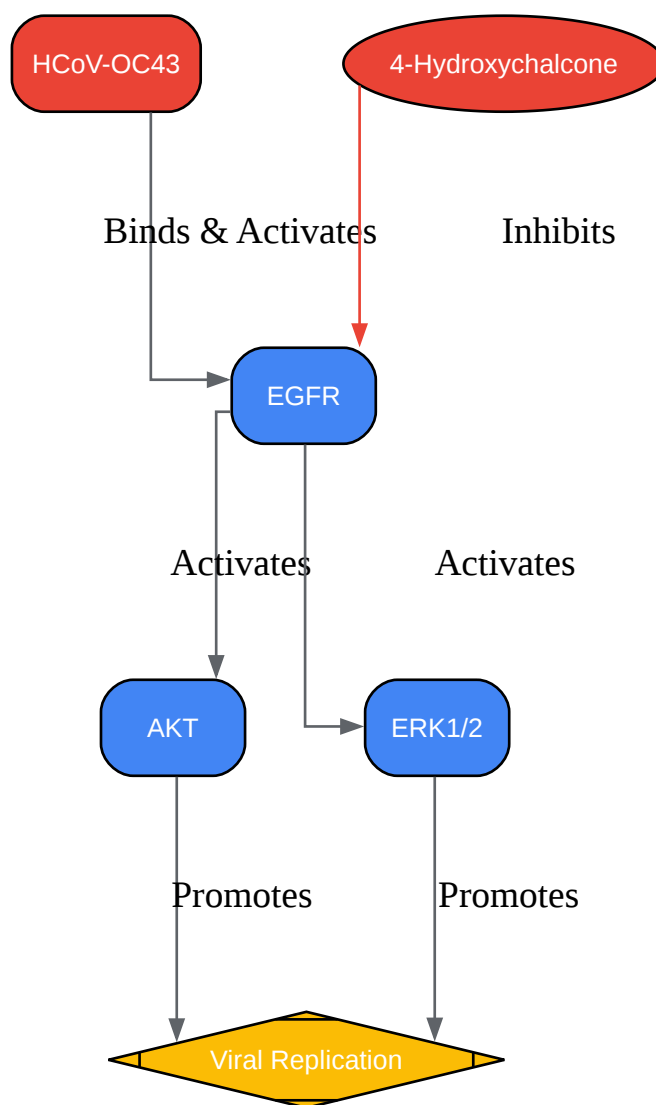 HCoV-OC43
4-Hydroxychalcone
Binds & Activates
Inhibits
EGFR
Activates
Activates
AKT
ERK1/2
Promotes
Promotes
Viral Replication